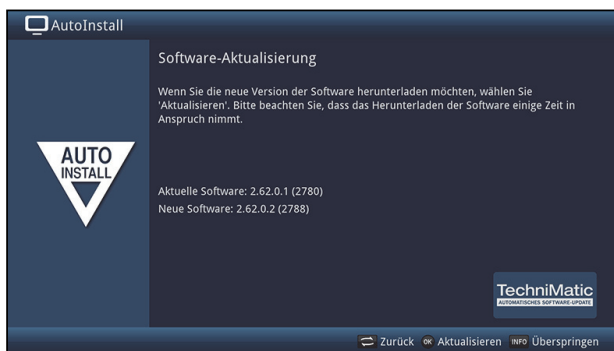 AutoInstall
Software-Aktualisierung
Wenn Sie die neue Version der Software herunterladen möchten, wählen Sie
'Aktualisieren'. Bitte beachten Sie, dass das Herunterladen der Software einige Zeit in
Anspruch nimmt.
AUTO
INSTALL
Aktuelle Software: 2.62.0.1 (2780)
Neue Software: 2.62.0.2 (2788)
TechniMatic
AUTOMATISCHES SOFTWARE-UPDATE
Zurück OK Aktualisieren INFO Überspringen